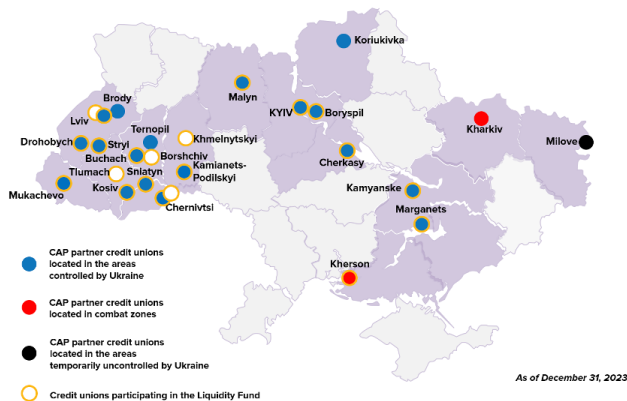 Koriukivka
Brody
Malyn
Lviv
KYIV
Boryspil
Kharkiv
Ternopil
Khmelnytskyi
Milove
Drohobych
Stryi
Buchach
Borshchiv
Cherkasy
Kamianets-
Podilskyi
Tlumach
Sniatyn
Kosiv
Mukachevo
Kamyanske
Chernivtsi
Marganets
Kherson
CAP partner credit unions
located in the areas
controlled by Ukraine
CAP partner credit unions
located in combat zones
CAP partner credit unions
located in the areas
temporarily uncontrolled by Ukraine
Credit unions participating in the Liquidity Fund
As of December 31, 2023